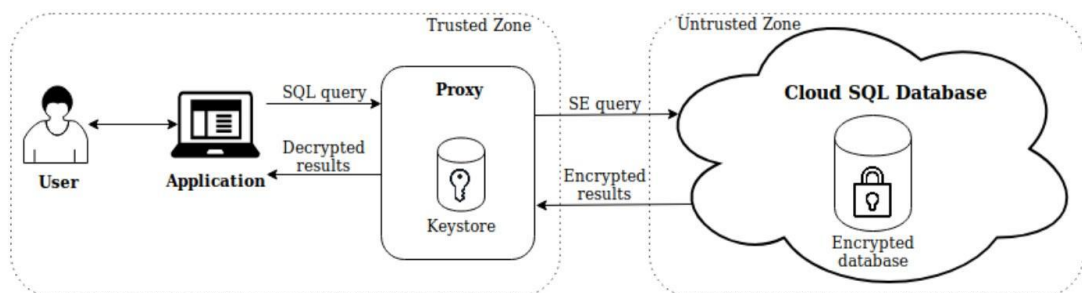 Trusted Zone
Untrusted Zone
User
Application
SQL query
Decrypted
results
Proxy
Keystore
SE query
Encrypted
results
Cloud SQL Database
Encrypted
database